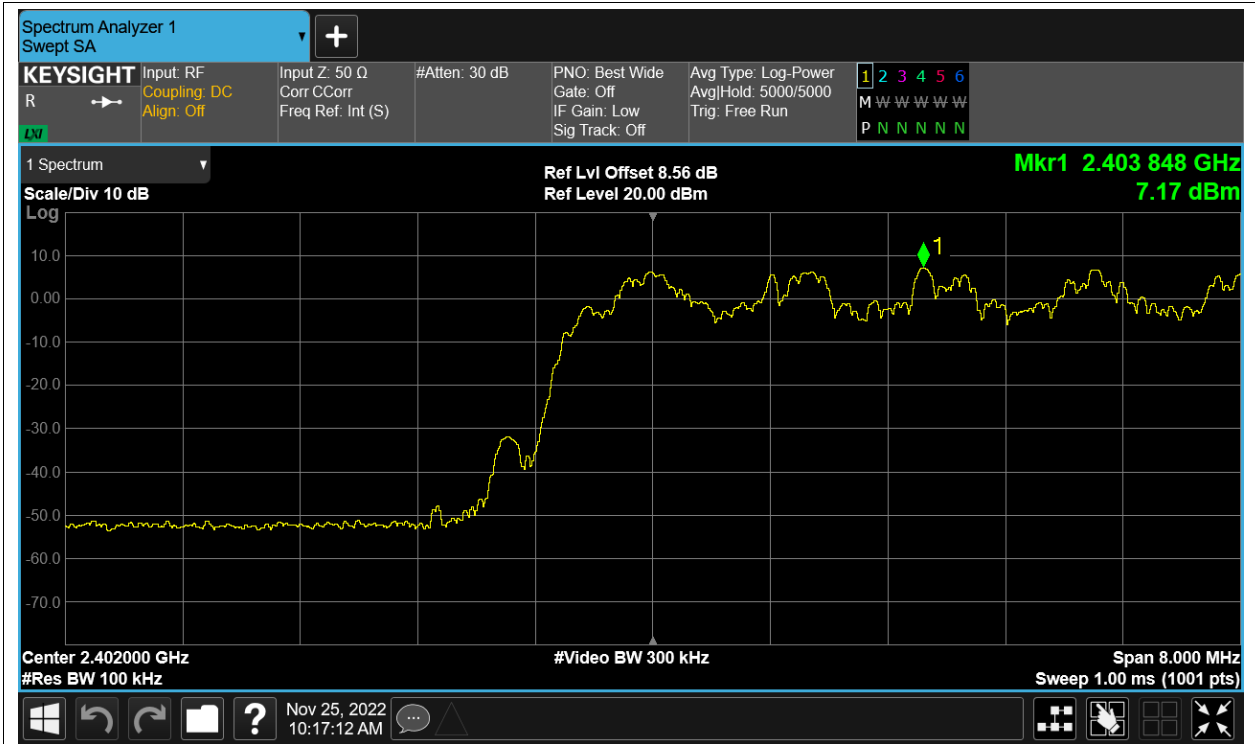 Spectrum Analyzer 1
Swept SA
KEYSIGHT
R
LXI
Input: RF
Coupling: DC
Align: Off
Input Z: 50 Ω
Corr CCorr
Freq Ref: Int (S)
#Atten: 30 dB
PNO: Best Wide
Gate: Off
IF Gain: Low
Sig Track: Off
Avg Type: Log-Power
Avg|Hold: 5000/5000
Trig: Free Run
1 2 3 4 5 6
M W W W W W
P N N N N N
1 Spectrum
Scale/Div 10 dB
Log
Ref Lvl Offset 8.56 dB
Ref Level 20.00 dBm
Mkr1 2.403 848 GHz
7.17 dBm
1
10.0
0.00
-10.0
-20.0
-30.0
-40.0
-50.0
-60.0
-70.0
Center 2.402000 GHz
#Res BW 100 kHz
#Video BW 300 kHz
Span 8.000 MHz
Sweep 1.00 ms (1001 pts)
?
Nov 25, 2022
10:17:12 AM